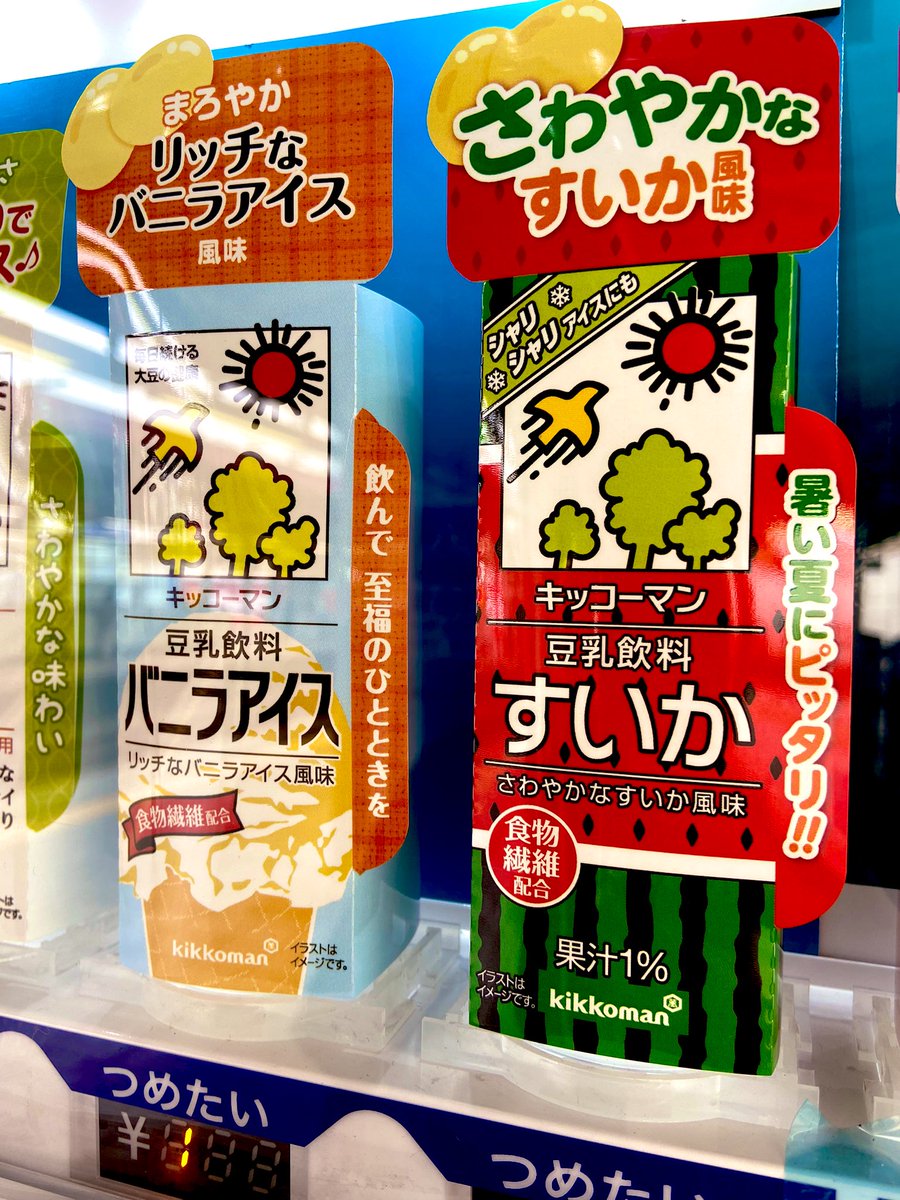 まろやか
リッチな
バニラアイス
風味
毎日続ける
大豆の
キッコーマン
豆乳飲料
バニラアイス
リッチなバニラアイス風味
食物繊維配合
kikkoman
イラストは
イメージです。
飲んで 至福のひとときを
さわやかな
すいか風味
シャリ
シャリ アイスにも
キッコーマン
豆乳飲料
すいか
さわやかなすいか風味
食物
繊維
配合
果汁1%
イラストは
イメージです。
kikkoman
暑い夏にピッタリ!!
さわやかな味わい
つめたい
¥
つめたい